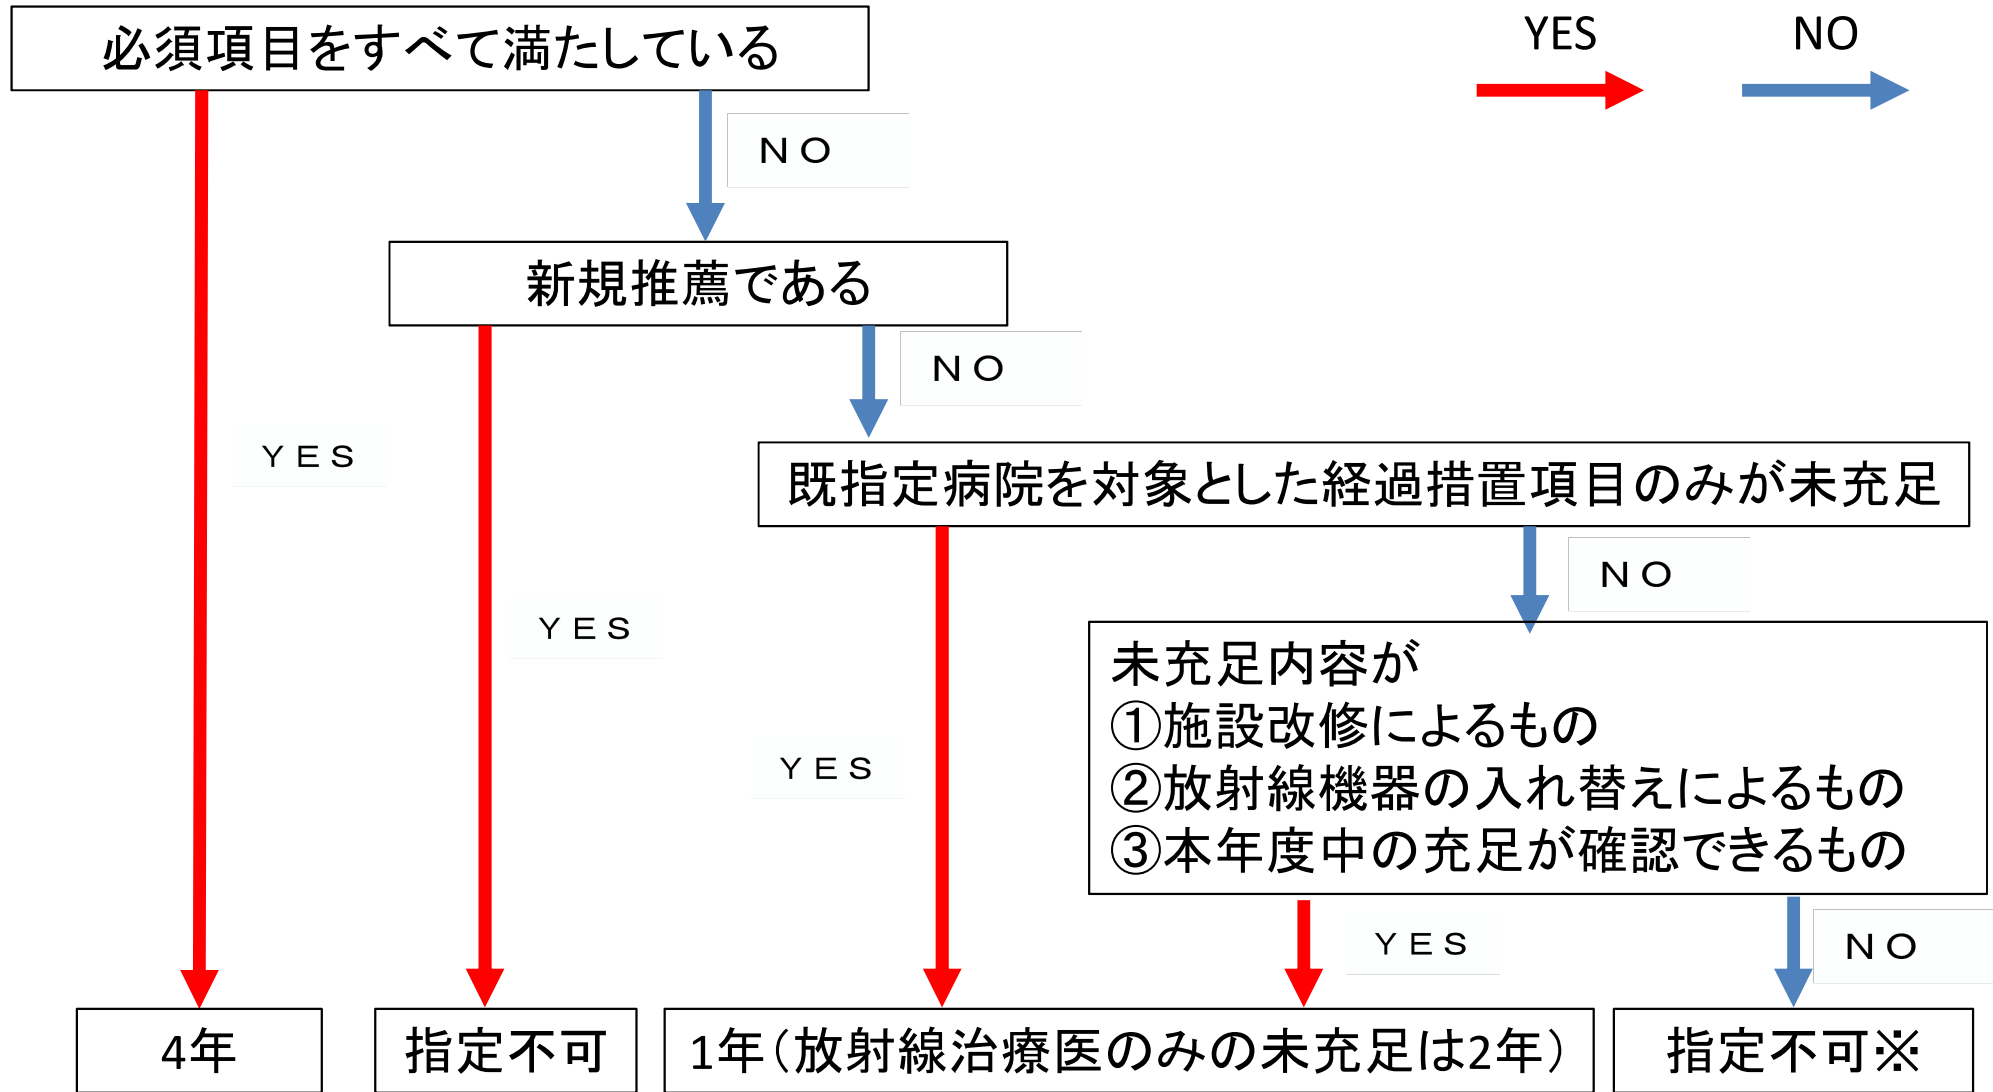 必須項目をすべて満たしている
YES
NO
ＮＯ
新規推薦である
ＮＯ
ＹＥＳ
既指定病院を対象とした経過措置項目のみが未充足
ＮＯ
ＹＥＳ
未充足内容が
①施設改修によるもの
②放射線機器の入れ替えによるもの
③本年度中の充足が確認できるもの
ＹＥＳ
ＹＥＳ
ＮＯ
4年
指定不可
1年（放射線治療医のみの未充足は2年）
指定不可※